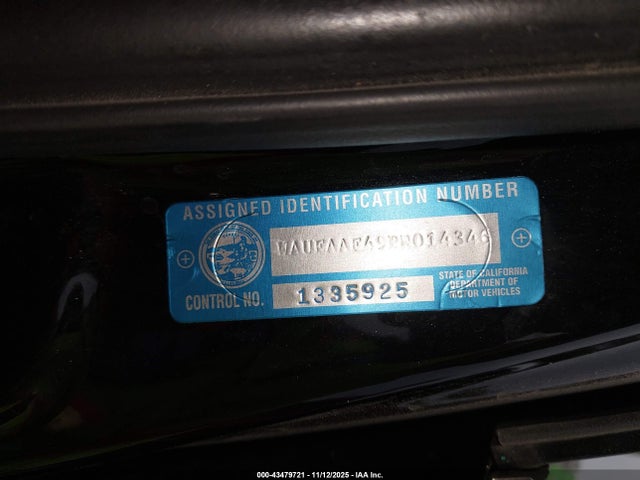 ASSIGNED IDENTIFICATION NUMBER
WAUFAAF49PN014346
CONTROL NO. 1335925
STATE OF CALIFORNIA
DEPARTMENT OF
MOTOR VEHICLES
000-43479721 - 11/12/2025 - IAA Inc.